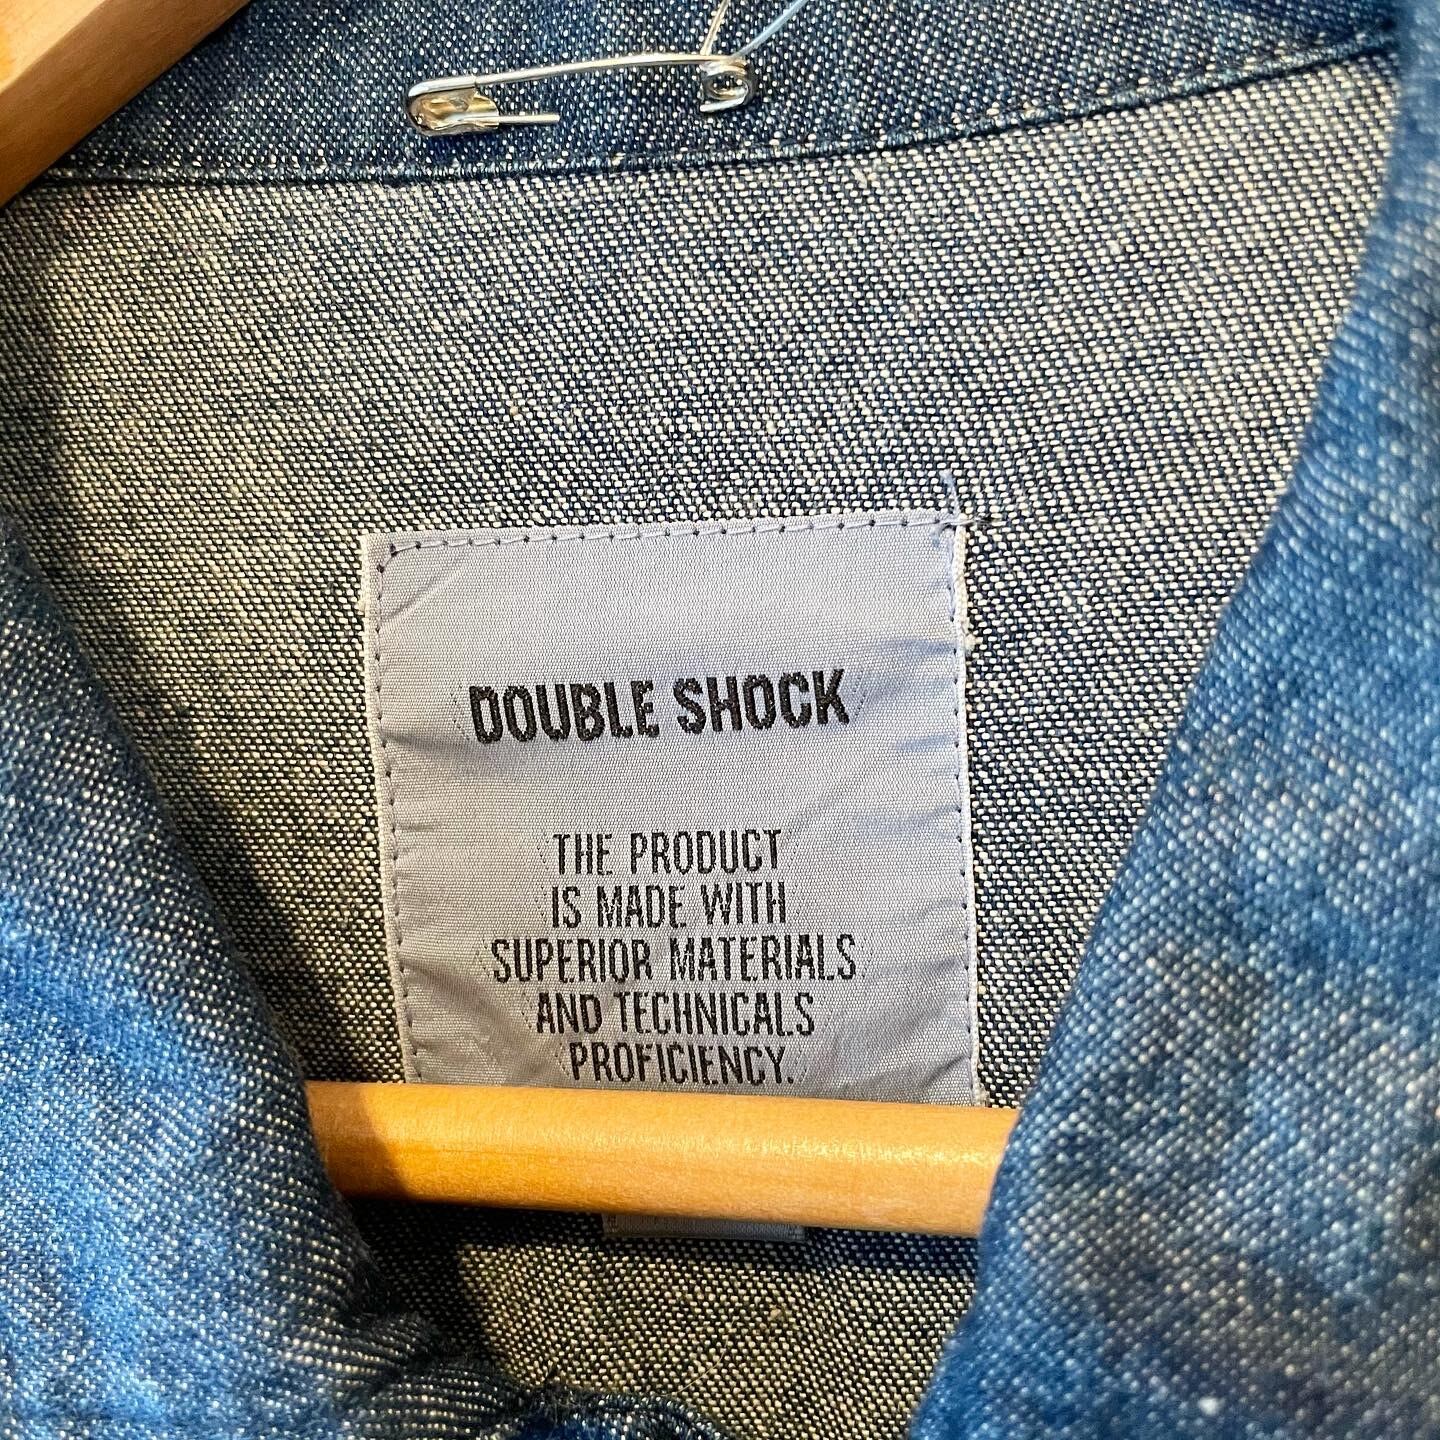 DOUBLE SHOCK
THE PRODUCT
IS MADE WITH
SUPERIOR MATERIALS
AND TECHNICALS
PROFICIENCY.